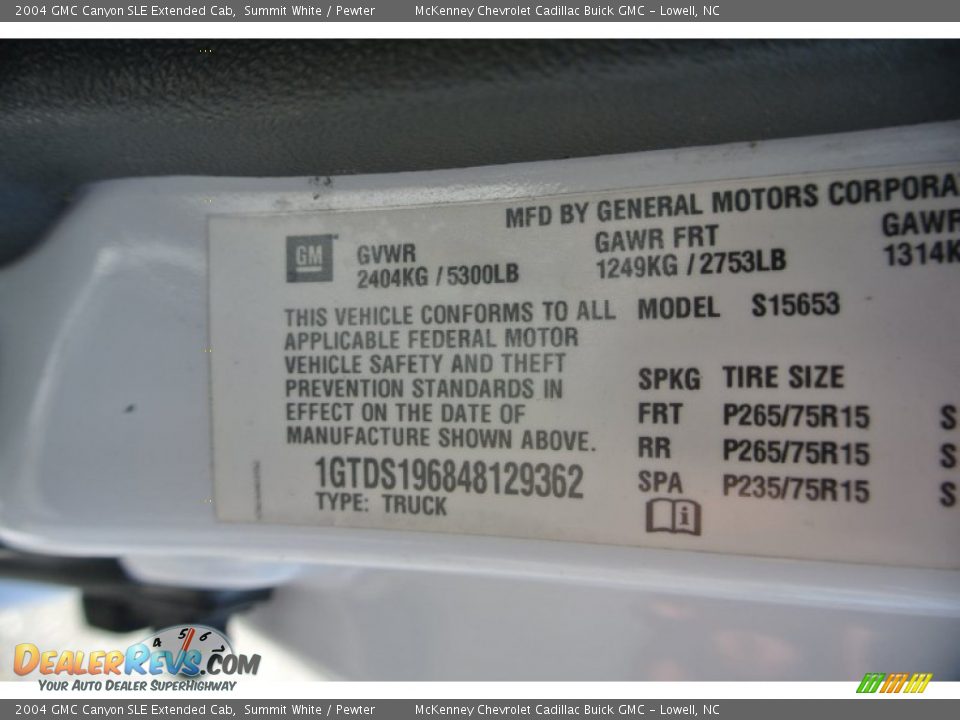 2004 GMC Canyon SLE Extended Cab, Summit White / Pewter McKenney Chevrolet Cadillac Buick GMC - Lowell, NC
MFD BY GENERAL MOTORS CORPORA
GM GVWR GAWR FRT GAWR
2404KG / 5300LB 1249KG / 2753LB 1314K
THIS VEHICLE CONFORMS TO ALL MODEL S15653
APPLICABLE FEDERAL MOTOR
VEHICLE SAFETY AND THEFT SPKG TIRE SIZE
PREVENTION STANDARDS IN
EFFECT ON THE DATE OF FRT P265/75R15 S
MANUFACTURE SHOWN ABOVE. RR P265/75R15 S
1GTDS196848129362 SPA P235/75R15 S
TYPE: TRUCK i
4 5 6 7
DEALERREVS.COM
YOUR AUTO DEALER SUPERHIGHWAY
2004 GMC Canyon SLE Extended Cab, Summit White / Pewter McKenney Chevrolet Cadillac Buick GMC - Lowell, NC